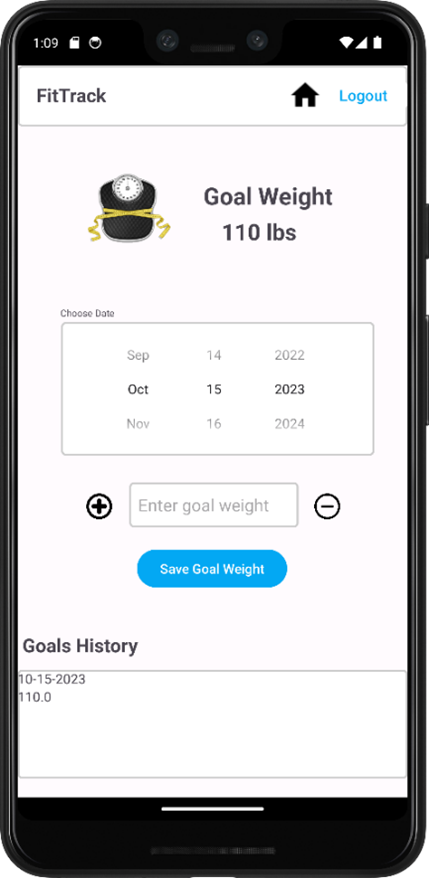 1:09
FitTrack Logout
Goal Weight
110 lbs
Choose Date
Sep 14 2022
Oct 15 2023
Nov 16 2024
Enter goal weight
Save Goal Weight
Goals History
10-15-2023
110.0